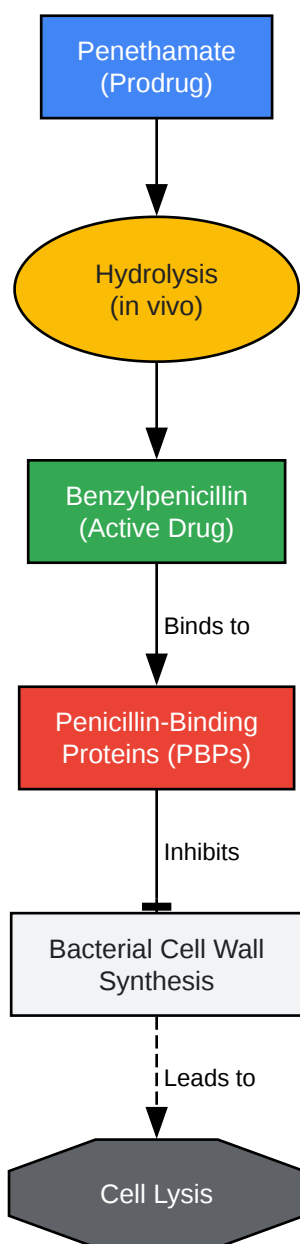 Penethamate
(Prodrug)
Hydrolysis
(in vivo)
Benzylpenicillin
(Active Drug)
Binds to
Penicillin-Binding
Proteins (PBPs)
Inhibits
Bacterial Cell Wall
Synthesis
Leads to
Cell Lysis